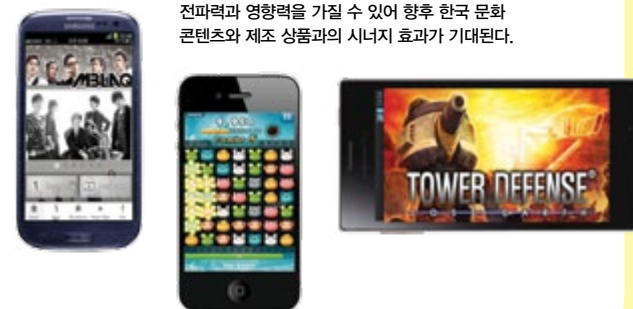 전파력과 영향력을 가질 수 있어 향후 한국 문화
콘텐츠와 제조 상품과의 시너지 효과가 기대된다.
SAMSUNG
MBLAQ
TOWER DEFENSE
LOST EARTH